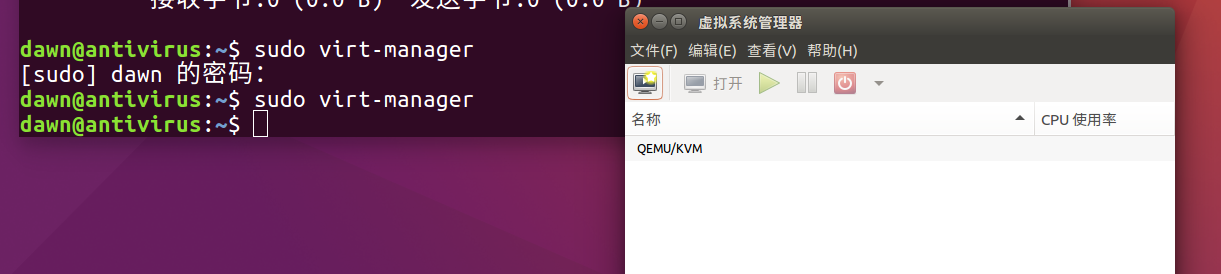 接收字节:0 (0.0 B)  发送字节:0 (0.0 B)
dawn@antivirus:~$ sudo virt-manager
[sudo] dawn 的密码：
dawn@antivirus:~$ sudo virt-manager
dawn@antivirus:~$
虚拟系统管理器
文件(F) 编辑(E) 查看(V) 帮助(H)
打开
名称 CPU 使用率
QEMU/KVM